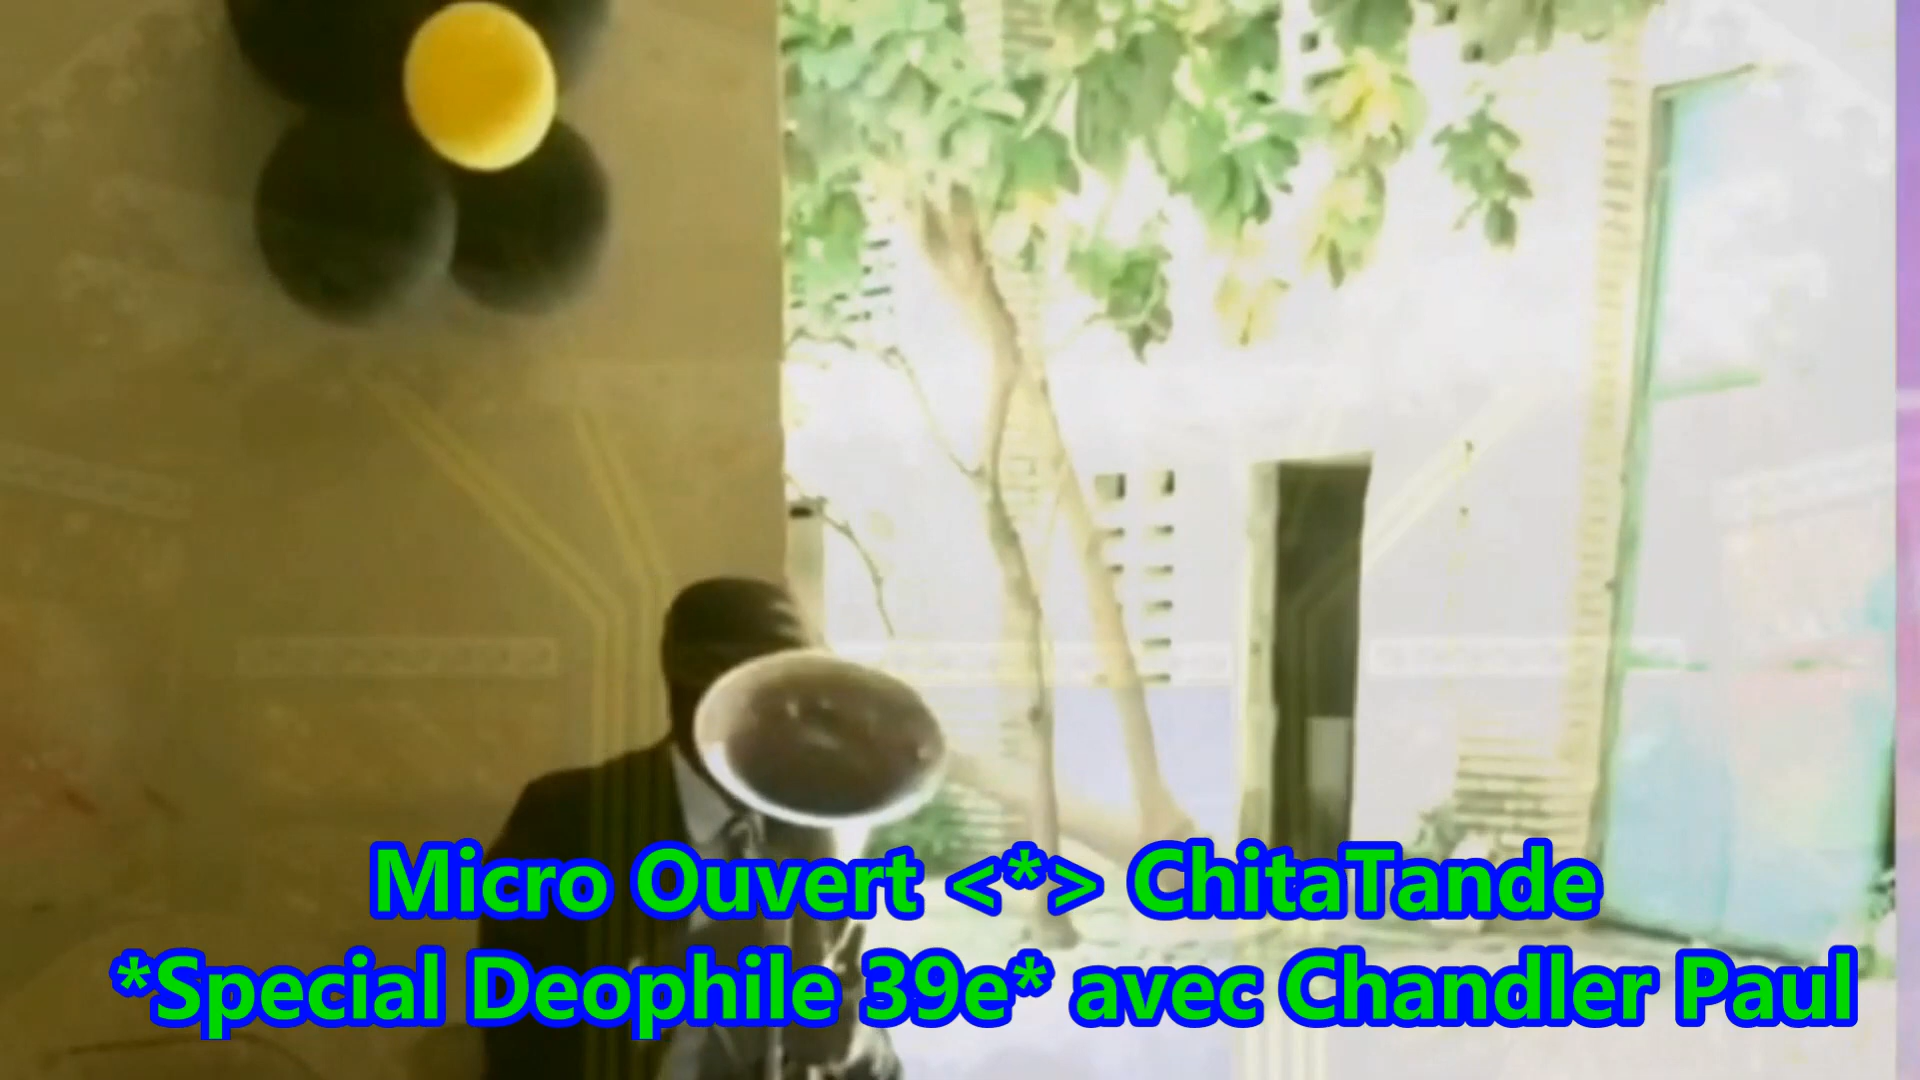 Micro Ouvert <*> ChitaTande
*Special Deophile 39e* avec Chandler Paul